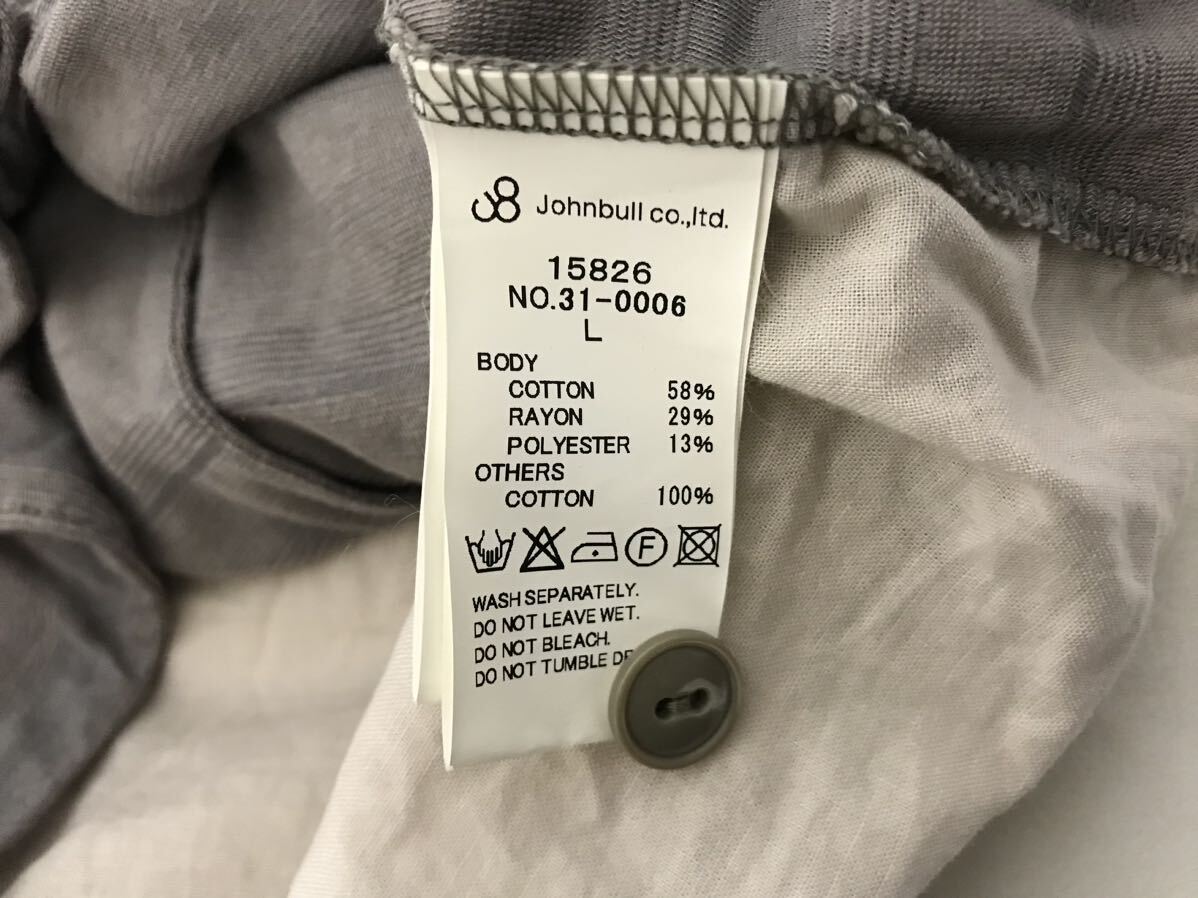 Johnbull co.,ltd.
15826
NO.31-0006
L
BODY
COTTON 58%
RAYON 29%
POLYESTER 13%
OTHERS
COTTON 100%
F
WASH SEPARATELY.
DO NOT LEAVE WET.
DO NOT BLEACH.
DO NOT TUMBLE